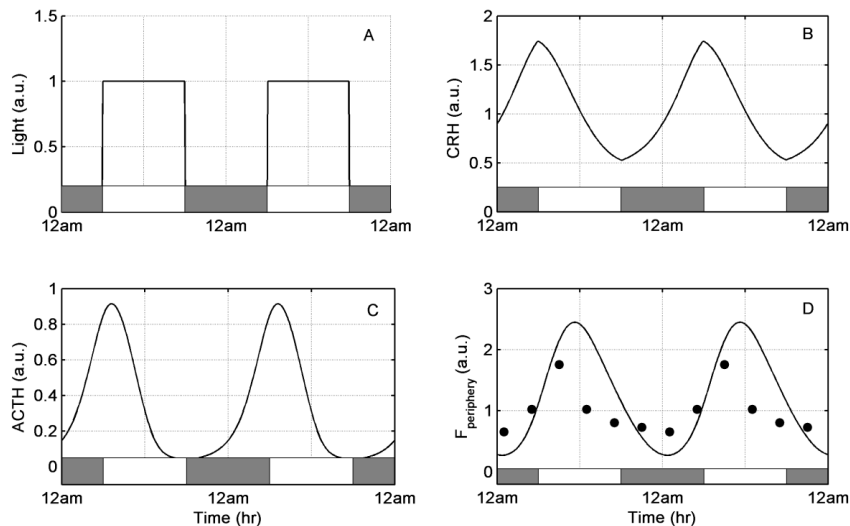 A
Light (a.u.)
1.5
1
0.5
0
12am 12am 12am
B
CRH (a.u.)
2
1.5
1
0.5
0
12am 12am 12am
C
ACTH (a.u.)
1
0.8
0.6
0.4
0.2
0
12am 12am 12am
Time (hr)
D
Fperiphery (a.u.)
3
2
1
0
12am 12am 12am
Time (hr)